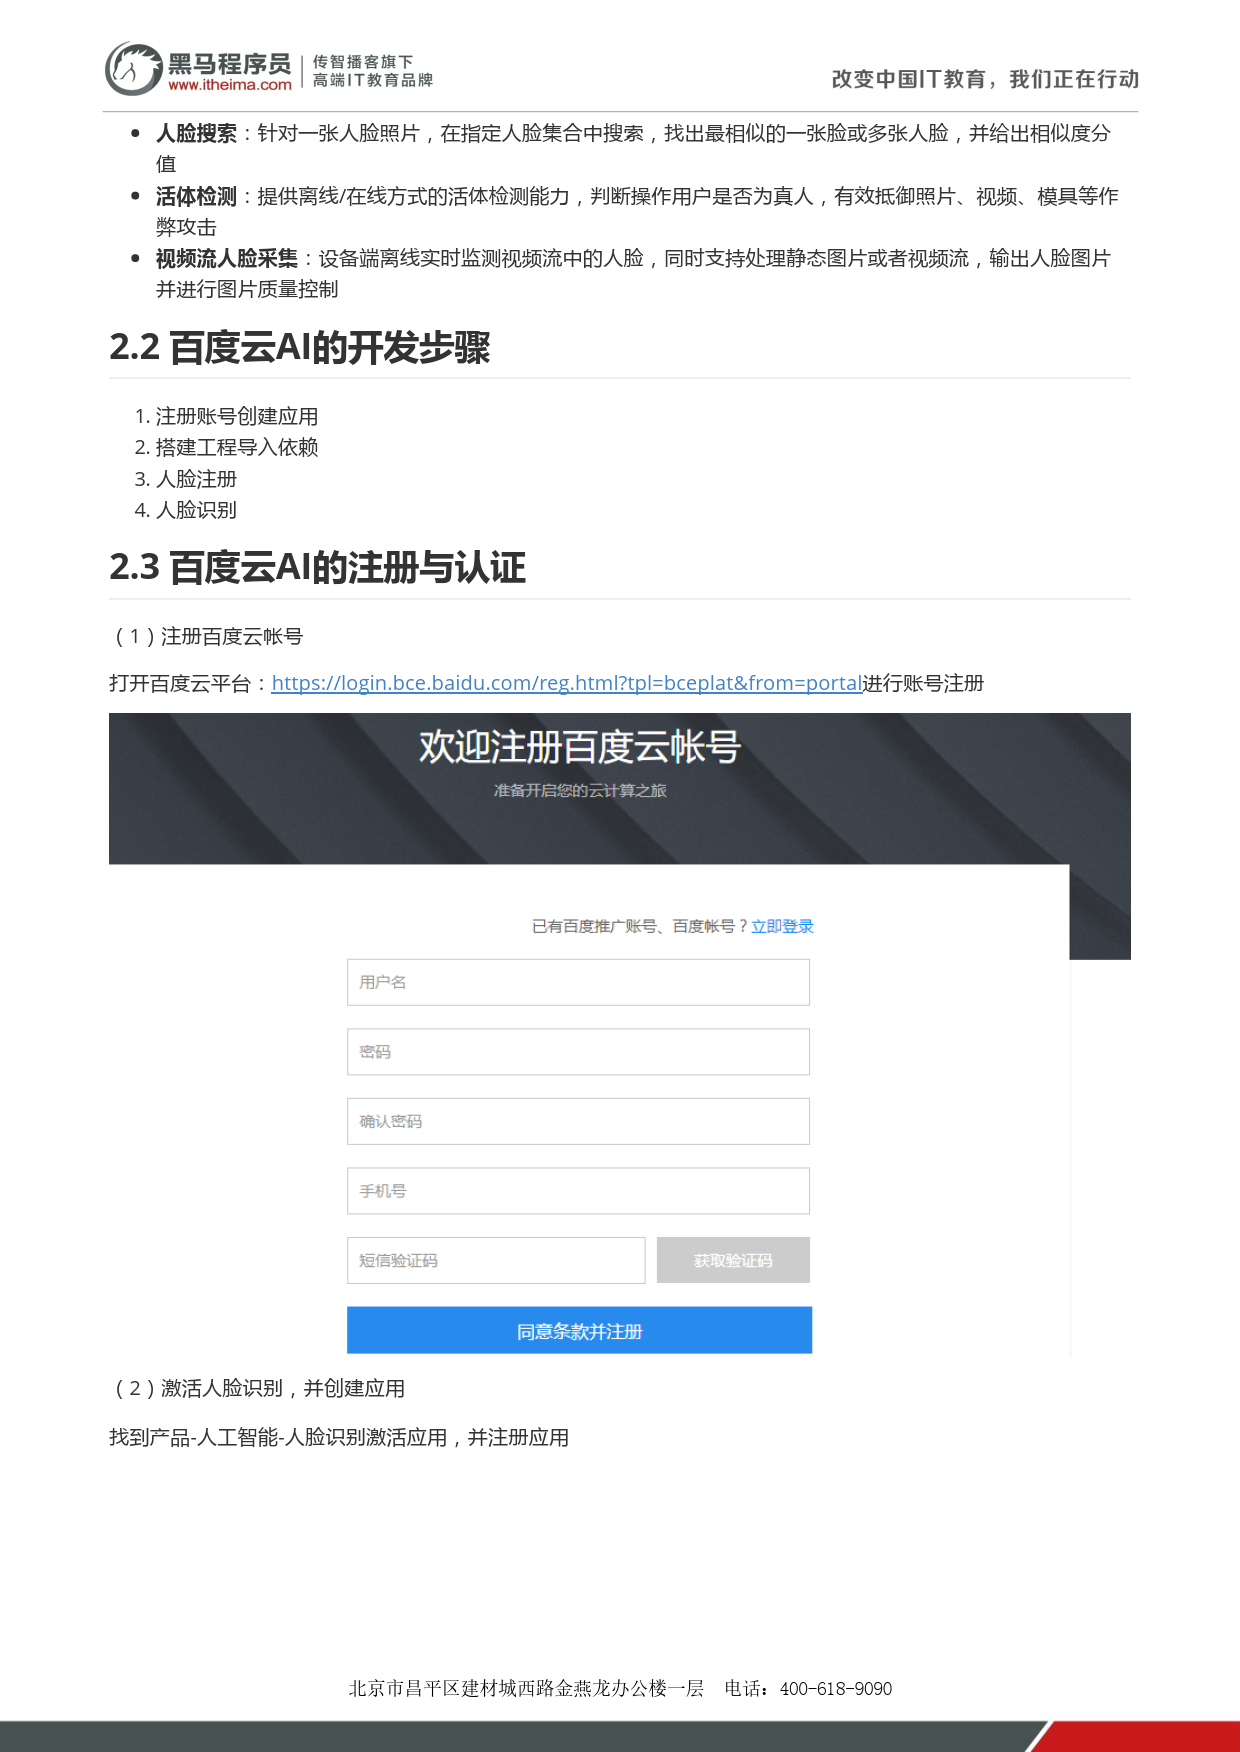 黑马程序员
www.itheima.com
传智播客旗下
高端IT教育品牌
改变中国IT教育，我们正在行动
• 人脸搜索：针对一张人脸照片，在指定人脸集合中搜索，找出最相似的一张脸或多张人脸，并给出相似度分
值
• 活体检测：提供离线/在线方式的活体检测能力，判断操作用户是否为真人，有效抵御照片、视频、模具等作
弊攻击
• 视频流人脸采集：设备端离线实时监测视频流中的人脸，同时支持处理静态图片或者视频流，输出人脸图片
并进行图片质量控制
2.2 百度云AI的开发步骤
1. 注册账号创建应用
2. 搭建工程导入依赖
3. 人脸注册
4. 人脸识别
2.3 百度云AI的注册与认证
（1）注册百度云帐号
打开百度云平台：https://login.bce.baidu.com/reg.html?tpl=bceplat&from=portal进行账号注册
欢迎注册百度云帐号
准备开启您的云计算之旅
已有百度推广账号、百度帐号？立即登录
用户名
密码
确认密码
手机号
短信验证码 获取验证码
同意条款并注册
（2）激活人脸识别，并创建应用
找到产品-人工智能-人脸识别激活应用，并注册应用
北京市昌平区建材城西路金燕龙办公楼一层 电话：400-618-9090